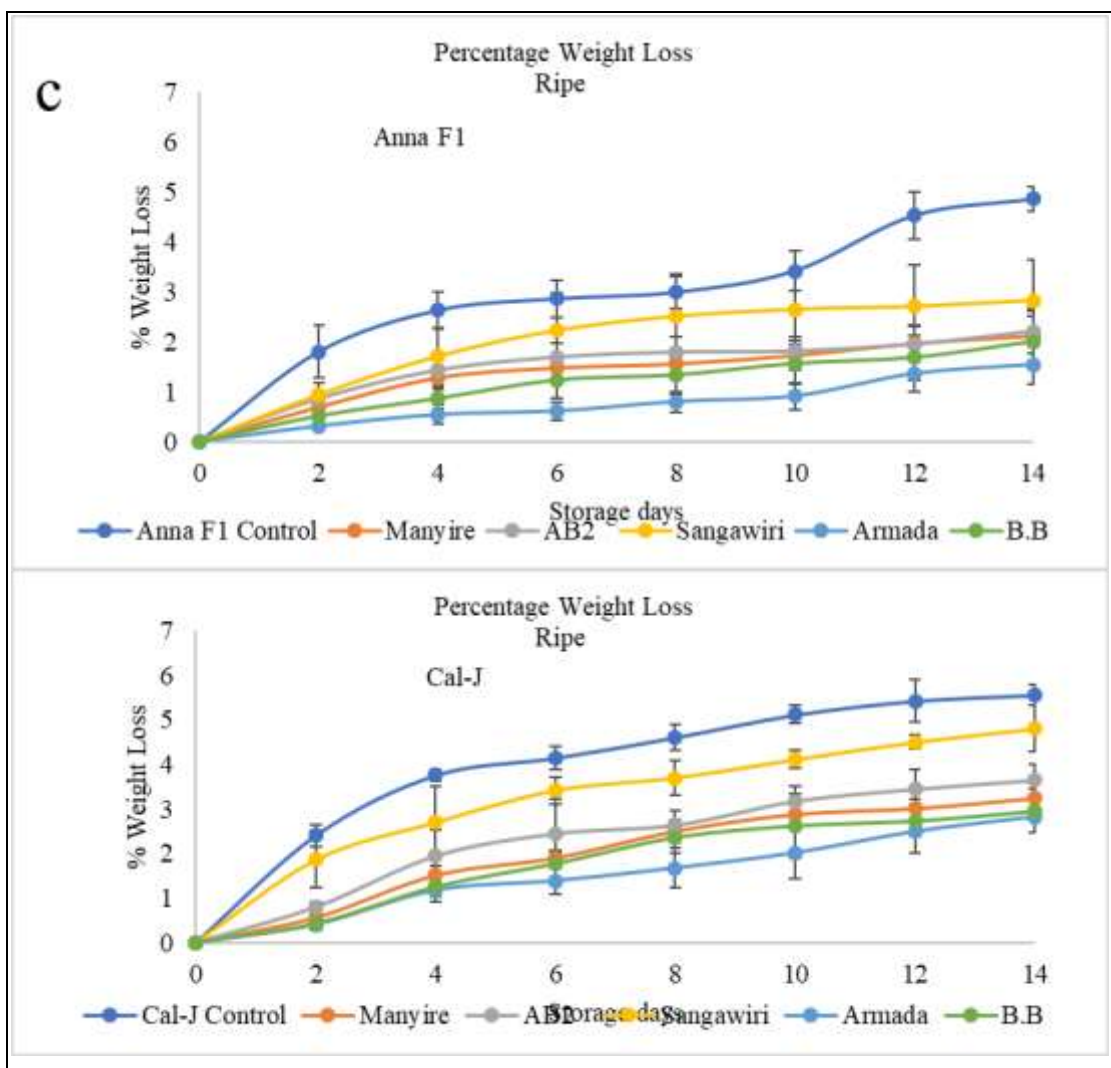 c
Percentage Weight Loss
Ripe
Anna F1
% Weight Loss
7
6
5
4
3
2
1
0
0 2 4 6 8 10 12 14
Storage days
Anna F1 Control Manyire AB2 Sangawiri Armada B.B
Percentage Weight Loss
Ripe
Cal-J
% Weight Loss
7
6
5
4
3
2
1
0
0 2 4 6 8 10 12 14
Storage days
Cal-J Control Manyire AB2 Sangawiri Armada B.B